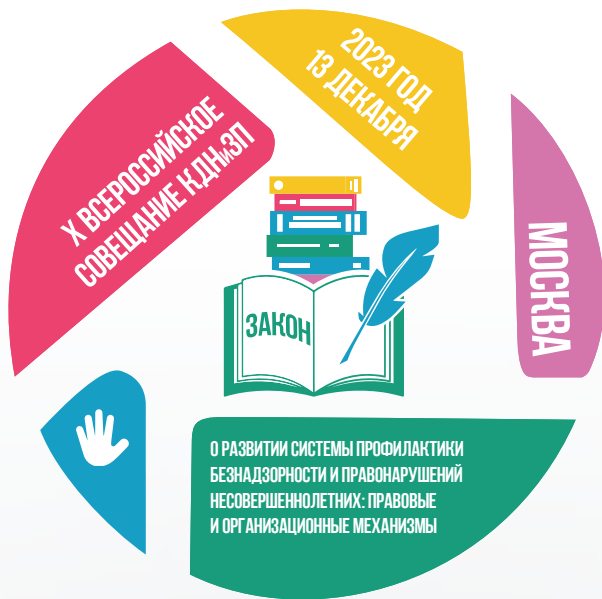 X ВСЕРОССИЙСКОЕ
СОВЕЩАНИЕ КДНиЗП
2023 ГОД
13 ДЕКАБРЯ
МОСКВА
ЗАКОН
О РАЗВИТИИ СИСТЕМЫ ПРОФИЛАКТИКИ
БЕЗНАДЗОРНОСТИ И ПРАВОНАРУШЕНИЙ
НЕСОВЕРШЕННОЛЕТНИХ: ПРАВОВЫЕ
И ОРГАНИЗАЦИОННЫЕ МЕХАНИЗМЫ